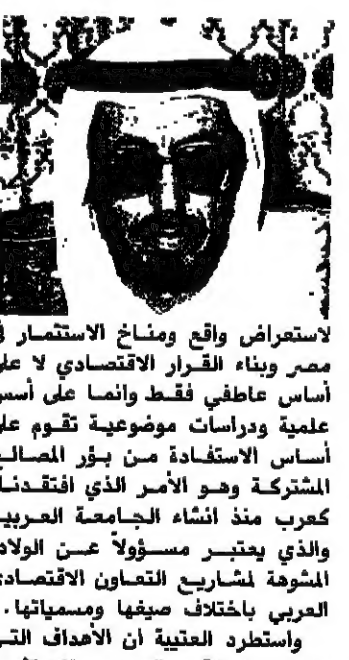 لاستعراض واقع ومناخ الاستثمار في
مصر وبناء القرار الاقتصادي لا على
أساس عاطفي فقط وانما على أسس
علمية ودراسات موضوعية تقوم على
أساس الاستفادة من بؤر المصالح
المشتركة وهو الأمر الذي افتقدناه
كعرب منذ انشاء الجامعة العربية
والذي يعتبر مسؤولاً عن الولادة
المشوهة لمشاريع التعاون الاقتصادي
العربي باختلاف صيغها ومسمياتها.
واستطرد العتيبة ان الأهداف التي